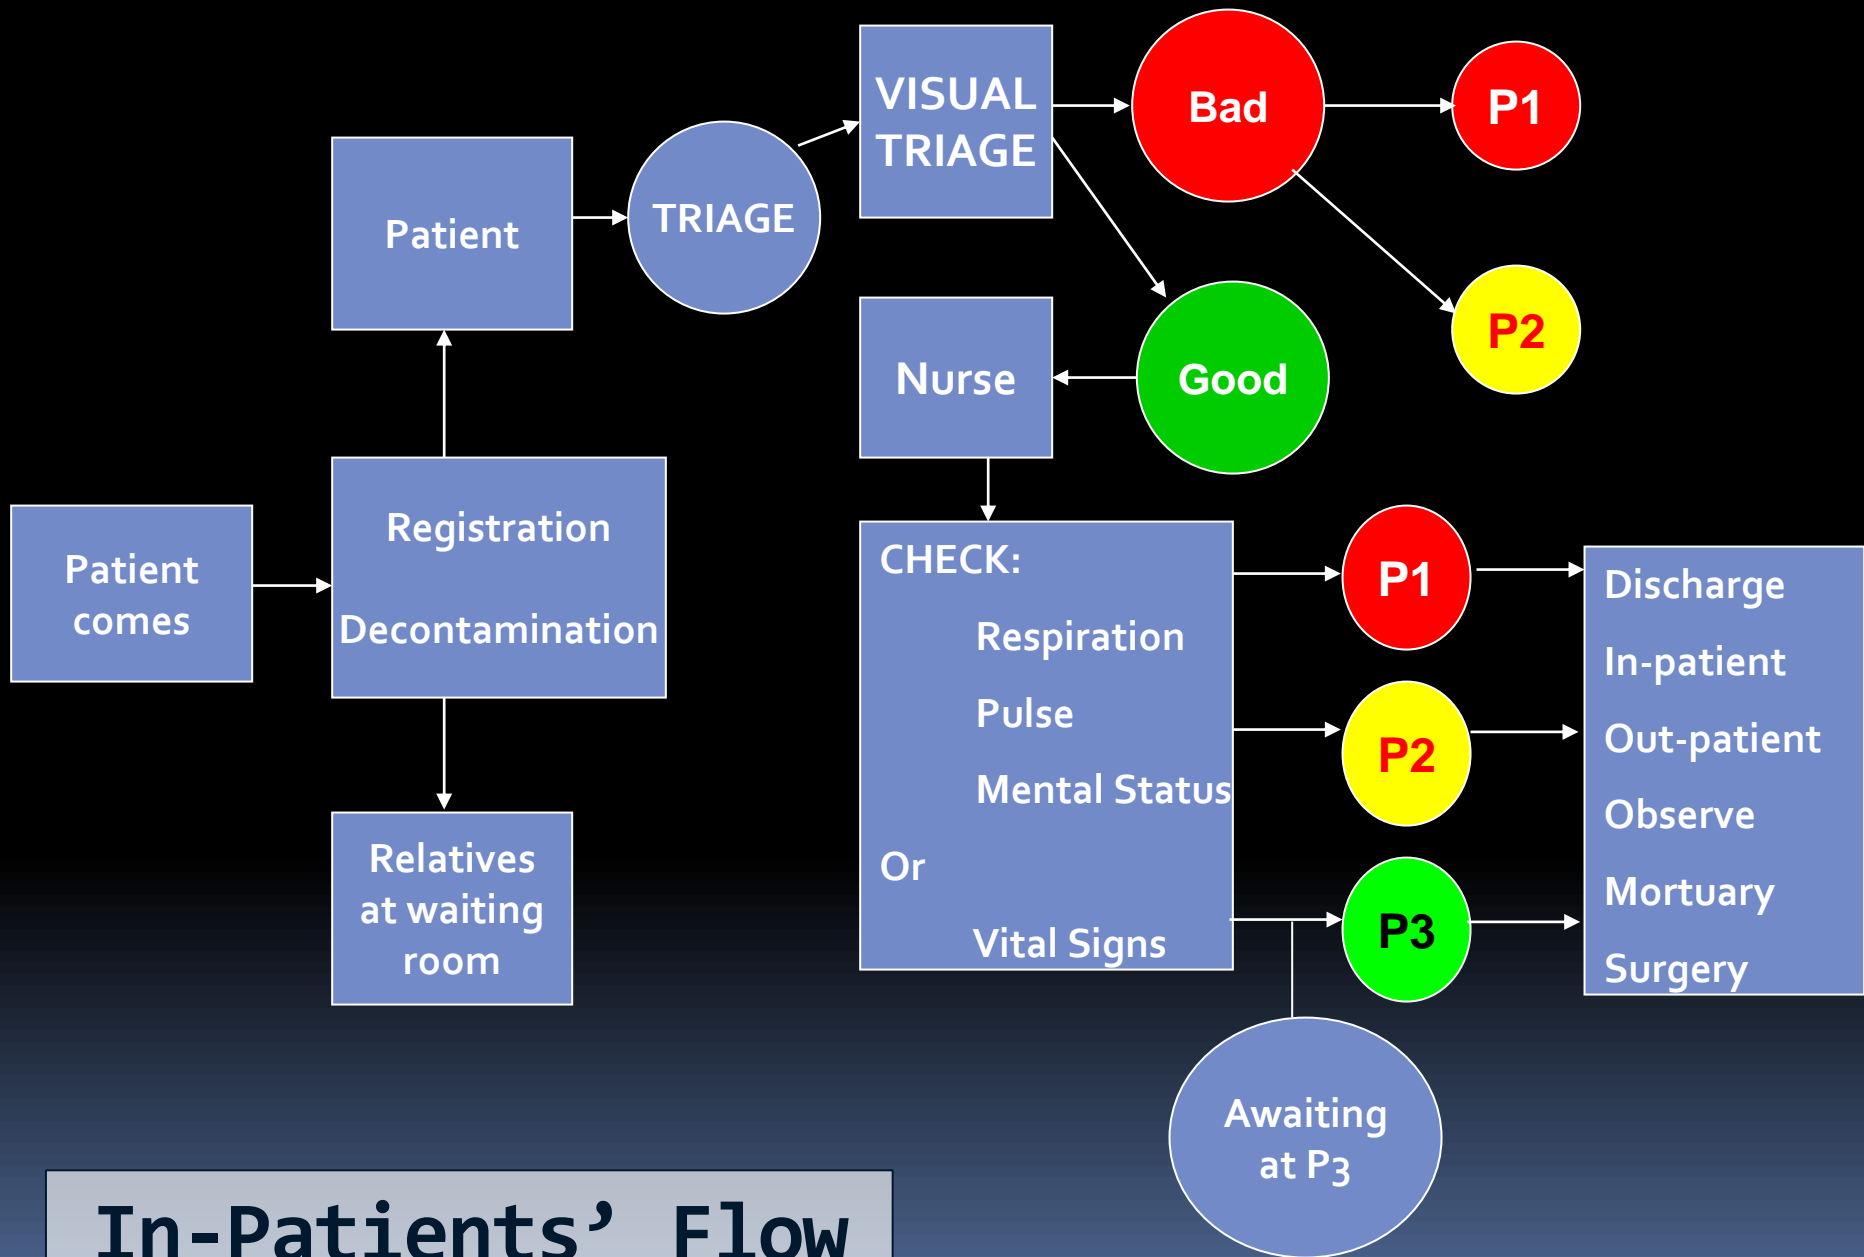 Patient
comes
Registration
Decontamination
Patient
Relatives
at waiting
room
TRIAGE
VISUAL
TRIAGE
Bad
P1
P2
Good
Nurse
CHECK:
Respiration
Pulse
Mental Status
Or
Vital Signs
P1
P2
P3
Awaiting
at P3
Discharge
In-patient
Out-patient
Observe
Mortuary
Surgery
In-Patients’ Flow